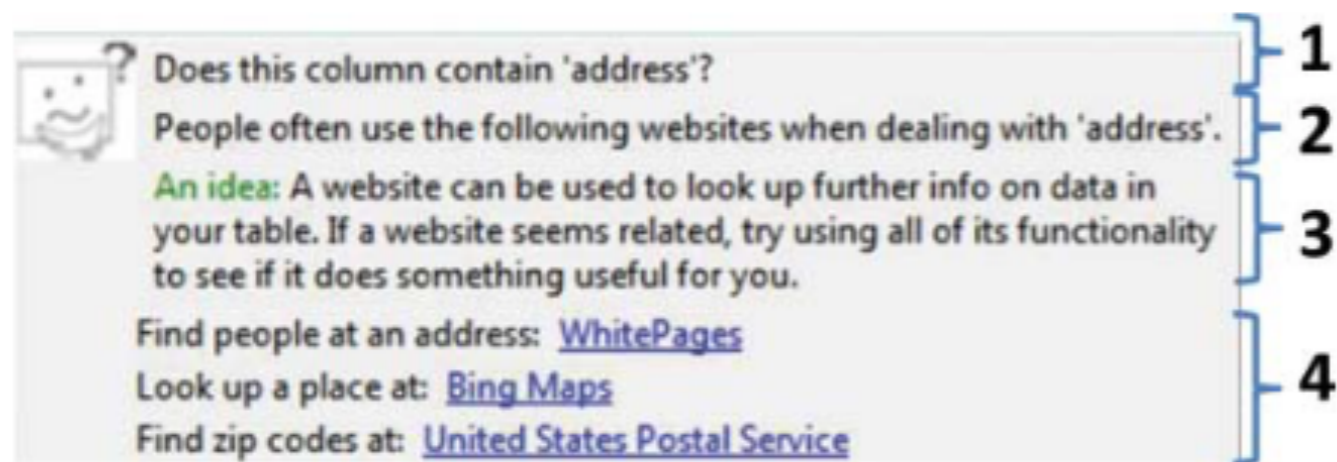 ?
Does this column contain 'address'?
1
People often use the following websites when dealing with 'address'.
2
An idea: A website can be used to look up further info on data in
your table. If a website seems related, try using all of its functionality
to see if it does something useful for you.
3
Find people at an address: WhitePages
Look up a place at: Bing Maps
Find zip codes at: United States Postal Service
4